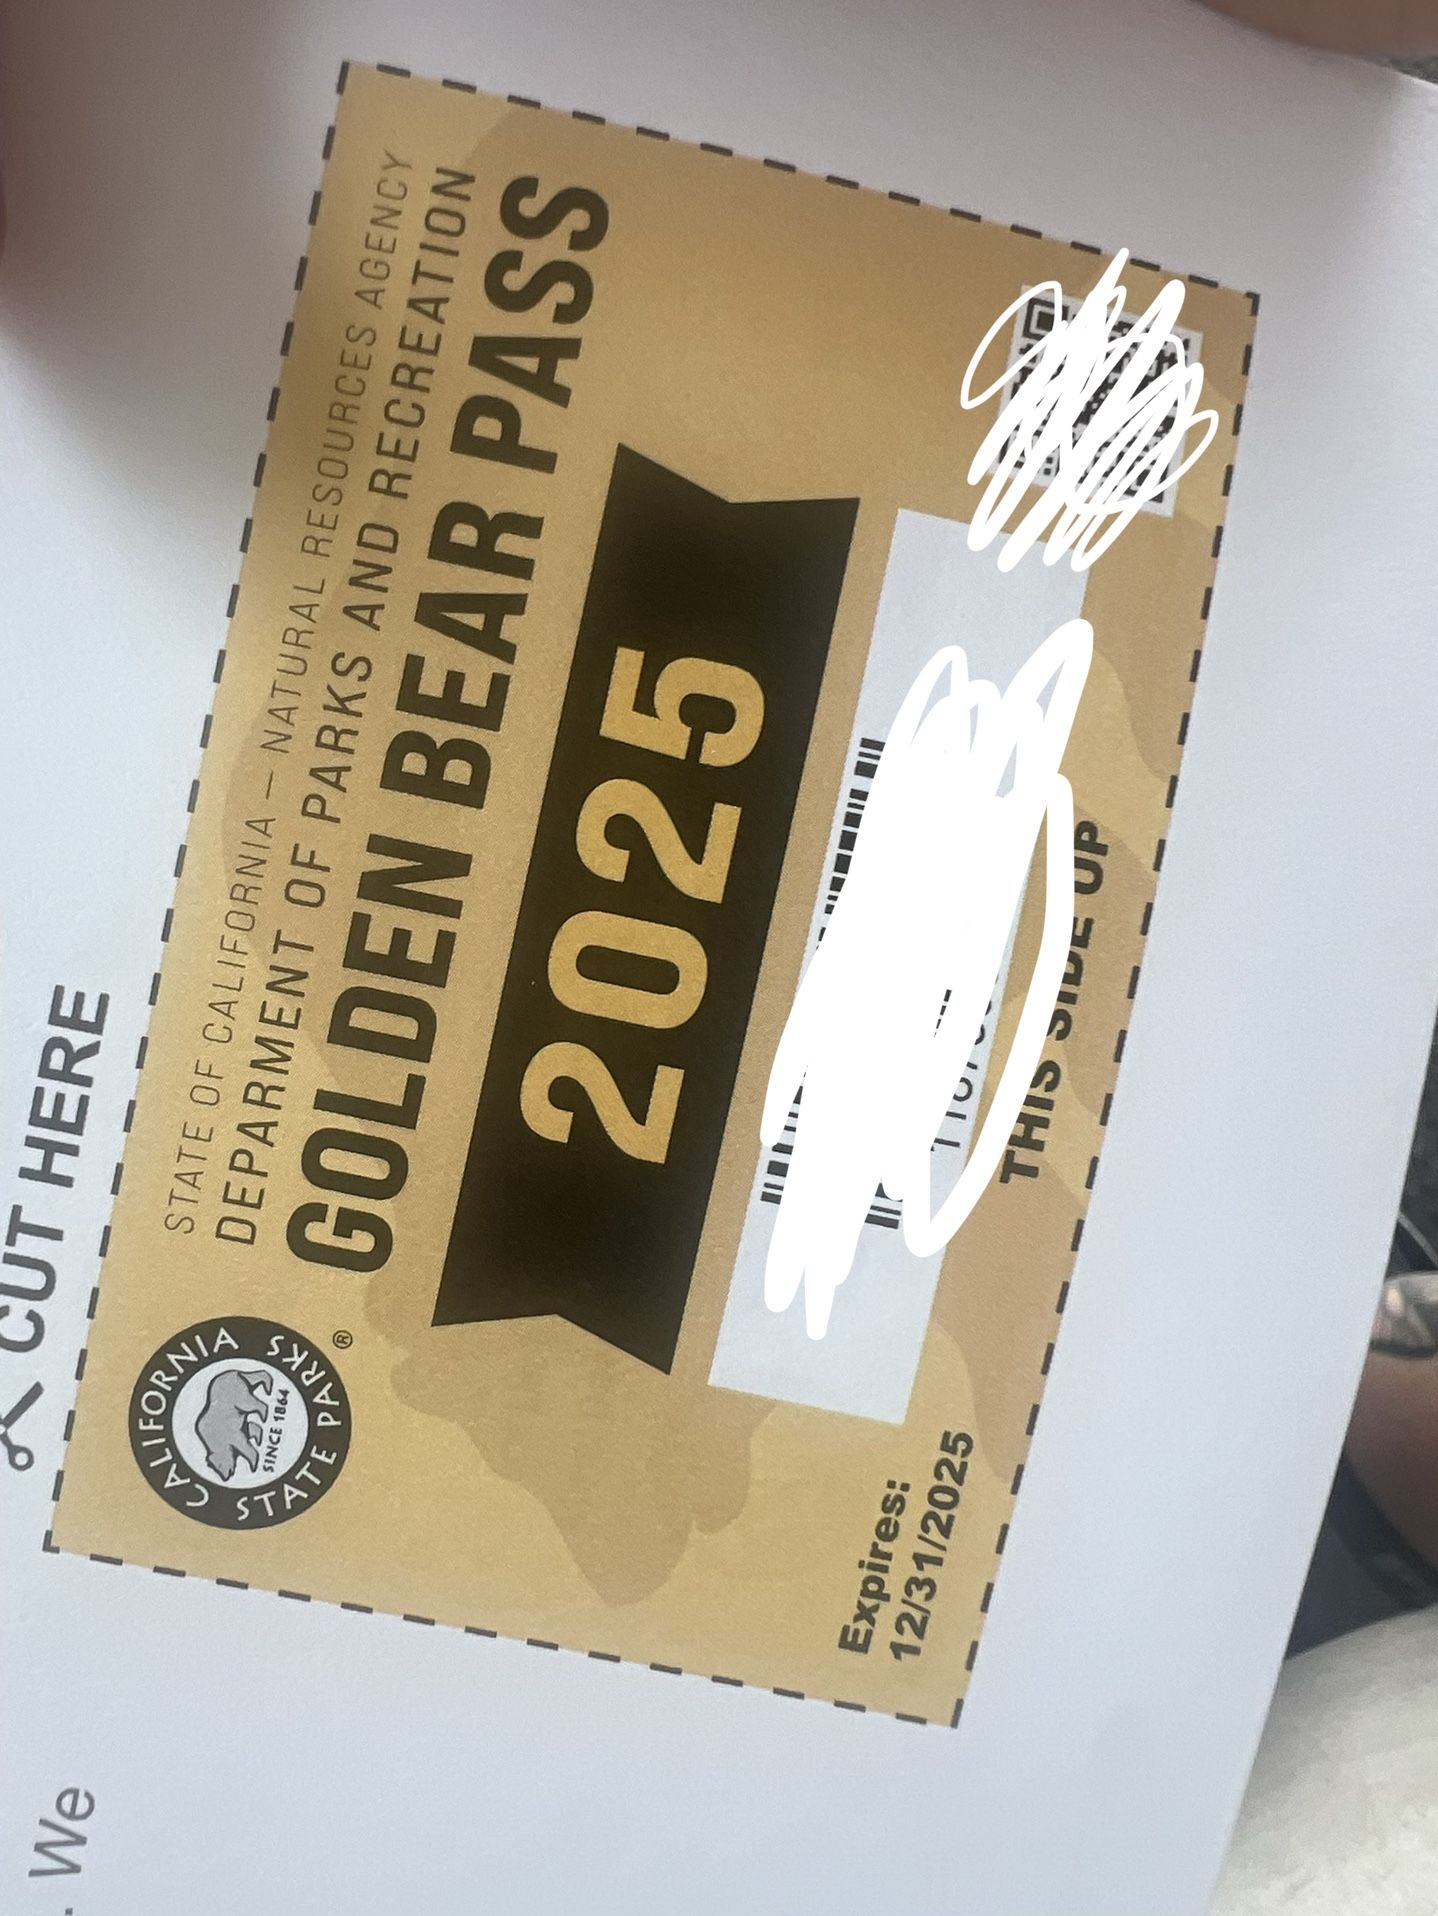 CUT HERE
STATE OF CALIFORNIA – NATURAL RESOURCES AGENCY
DEPARMENT OF PARKS AND RECREATION
GOLDEN BEAR PASS
CALIFORNIA
STATE PARKS
SINCE 1864
®
2025
Expires:
12/31/2025
THIS SIDE UP
. We